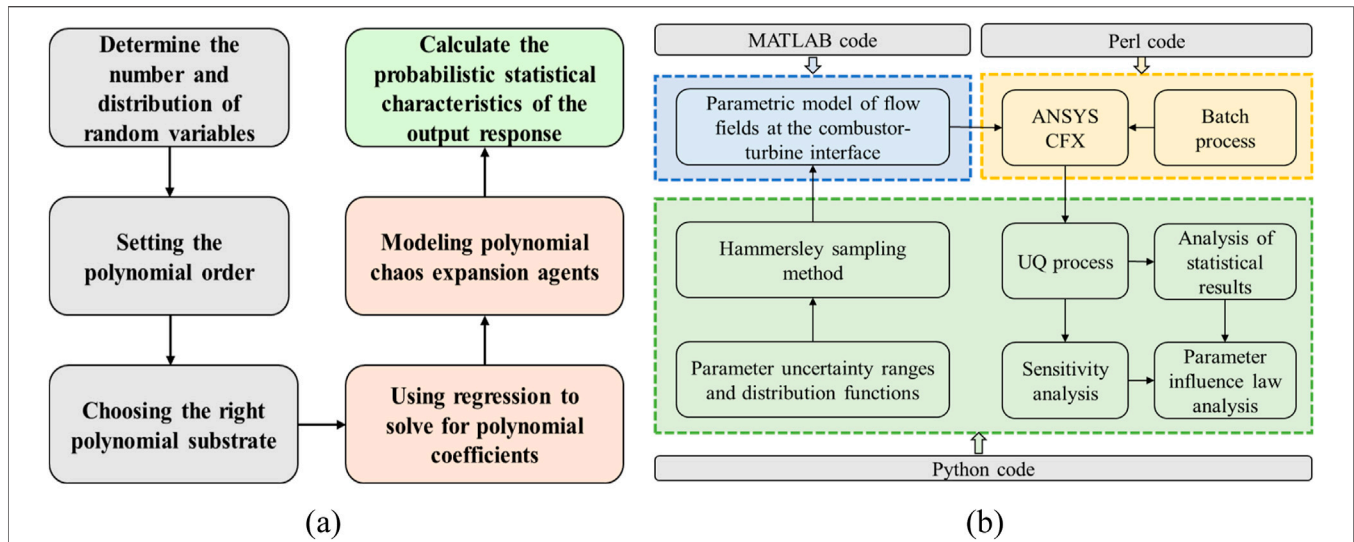 Determine the
number and
distribution of
random variables
Setting the
polynomial order
Choosing the right
polynomial substrate
Using regression to
solve for polynomial
coefficients
Modeling polynomial
chaos expansion agents
Calculate the
probabilistic statistical
characteristics of the
output response
(a)
MATLAB code
Perl code
Parametric model of flow
fields at the combustor-
turbine interface
ANSYS
CFX
Batch
process
Hammersley sampling
method
UQ process
Analysis of
statistical
results
Parameter uncertainty ranges
and distribution functions
Sensitivity
analysis
Parameter
influence law
analysis
Python code
(b)